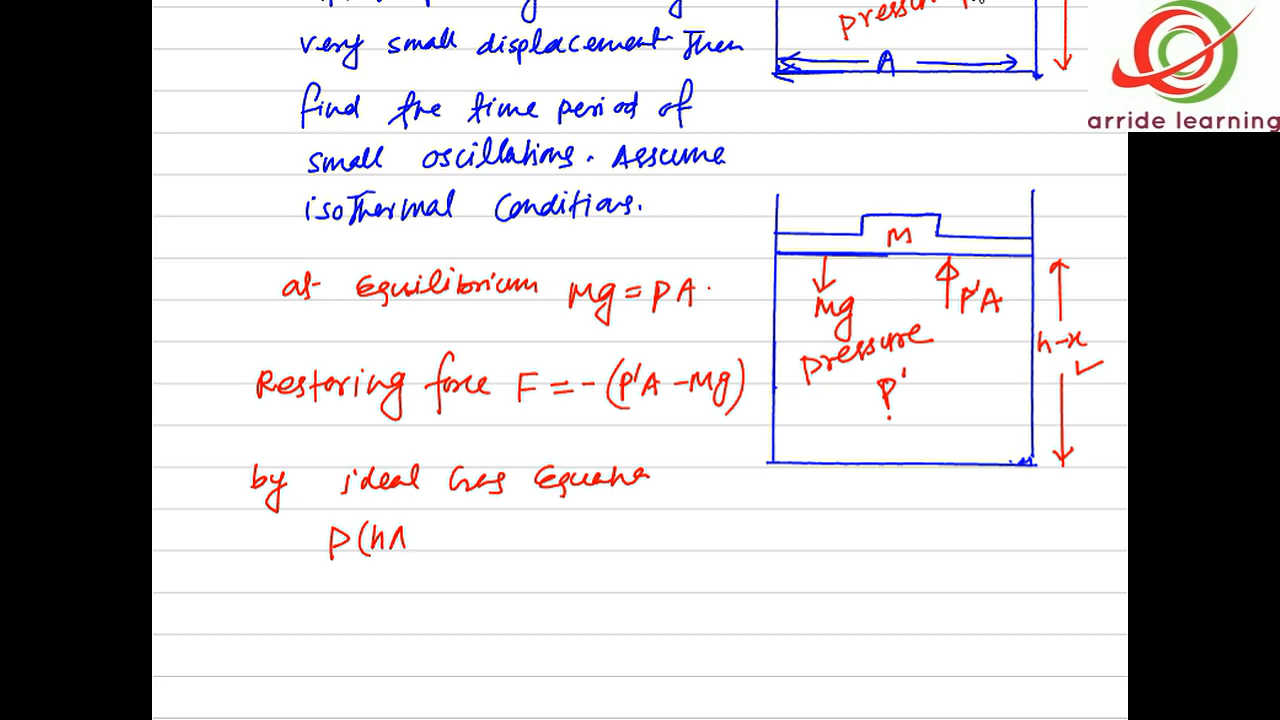 pressure
very small displacement then
A
find the time period of
arride learning
small oscillations. Assume
isothermal Conditions.
M
at equilibrium Mg = PA.
Mg
P'A
pressure
P'
h-x
Restoring force F = -(P'A - Mg)
by ideal Gas
P(hA